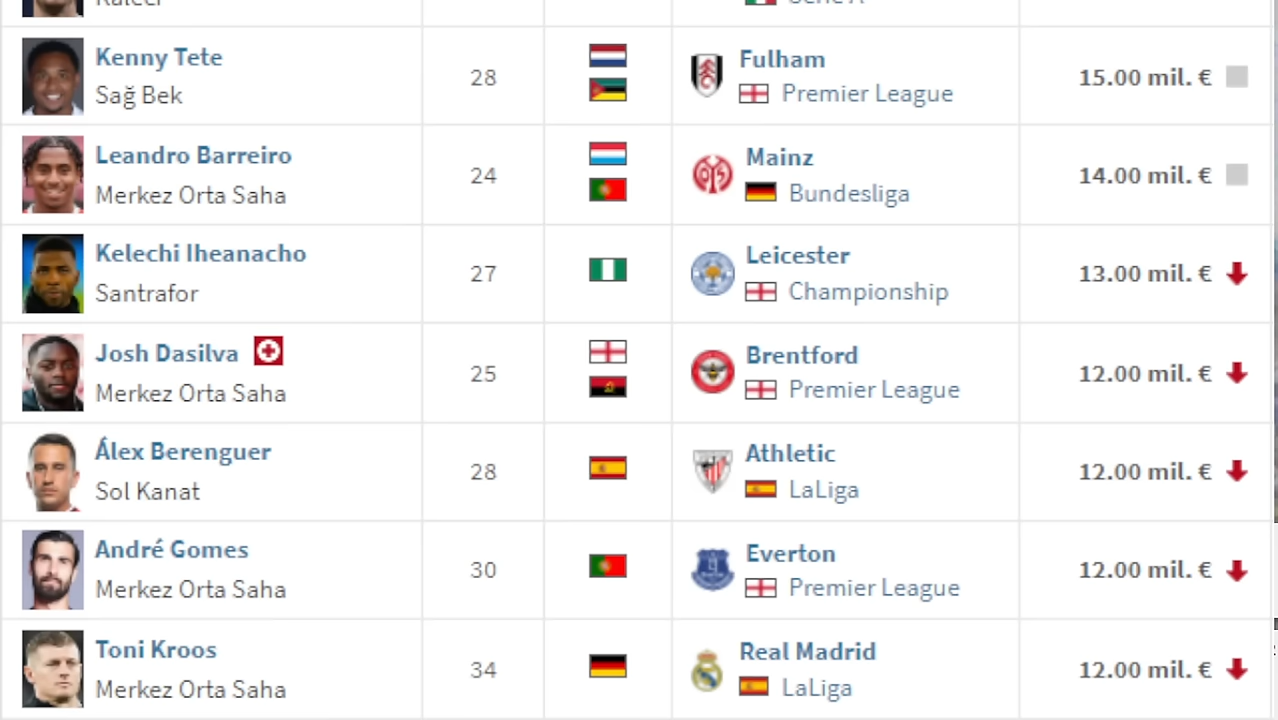 Kaleci
Serie A
Kenny Tete
Sağ Bek
28
Fulham
Premier League
15.00 mil. €
Leandro Barreiro
Merkez Orta Saha
24
Mainz
Bundesliga
14.00 mil. €
Kelechi Iheanacho
Santrafor
27
Leicester
Championship
13.00 mil. €
Josh Dasilva
Merkez Orta Saha
25
Brentford
Premier League
12.00 mil. €
Álex Berenguer
Sol Kanat
28
Athletic
LaLiga
12.00 mil. €
André Gomes
Merkez Orta Saha
30
Everton
Premier League
12.00 mil. €
Toni Kroos
Merkez Orta Saha
34
Real Madrid
LaLiga
12.00 mil. €